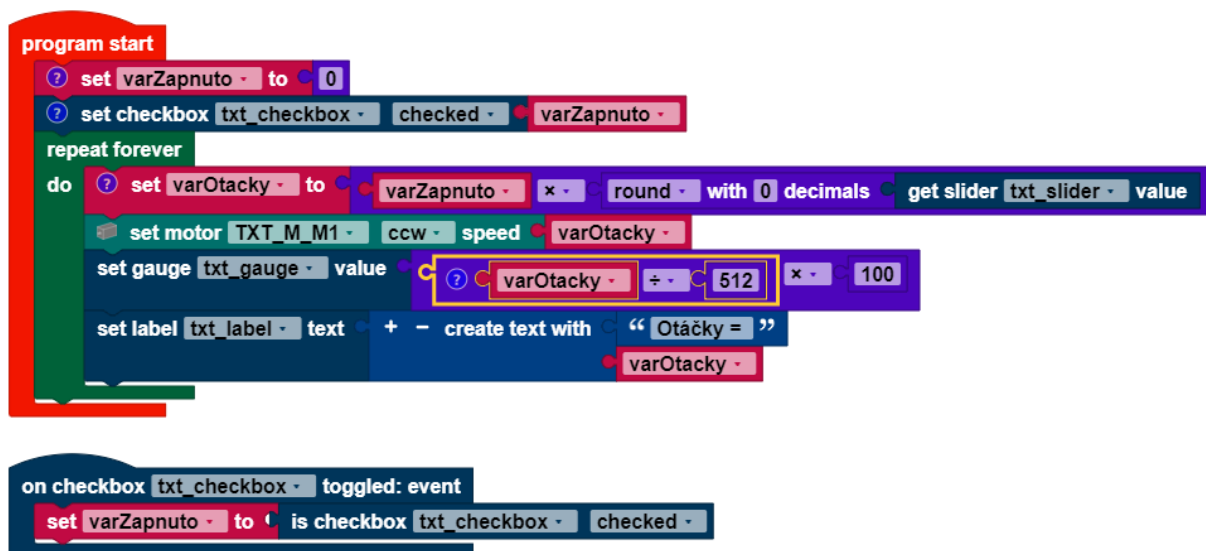 program start
? set varZapnuto to 0
? set checkbox txt_checkbox checked varZapnuto
repeat forever
do ? set varOtacky to varZapnuto × round with 0 decimals get slider txt_slider value
set motor TXT_M_M1 ccw speed varOtacky
set gauge txt_gauge value ? varOtacky ÷ 512 × 100
set label txt_label text + − create text with “ Otáčky = ”
varOtacky
on checkbox txt_checkbox toggled: event
set varZapnuto to is checkbox txt_checkbox checked